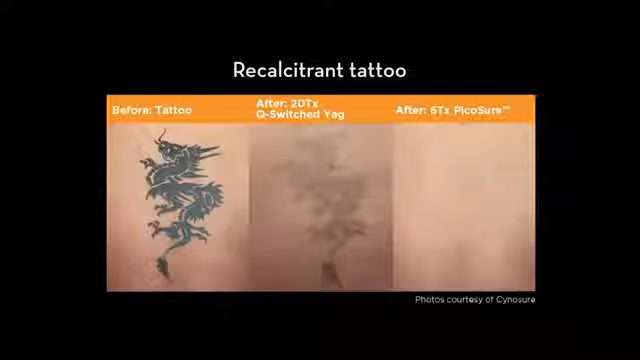 Recalcitrant tattoo
Before: Tattoo
After: 20Tx
Q-Switched Yag
After: 6Tx PicoSure™
Photos courtesy of Cynosure